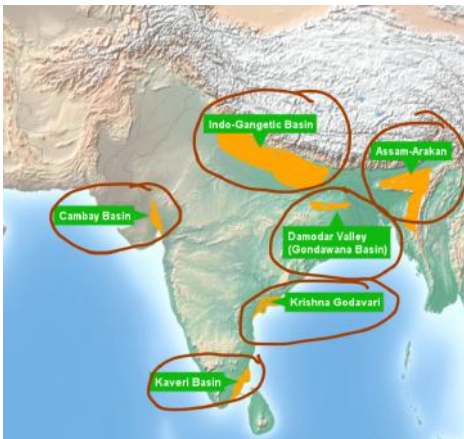 Indo-Gangetic Basin
Assam-Arakan
Cambay Basin
Damodar Valley
(Gondawana Basin)
Krishna Godavari
Kaveri Basin